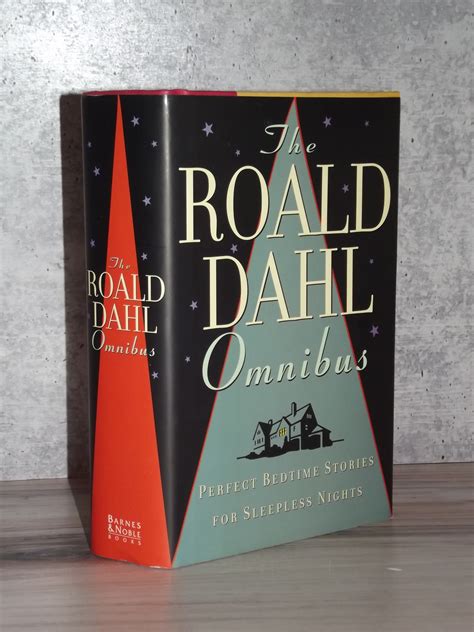 The
ROALD
DAHL
Omnibus
BARNES
& NOBLE
BOOKS
The
ROALD
DAHL
Omnibus
PERFECT BEDTIME STORIES
FOR SLEEPLESS NIGHTS